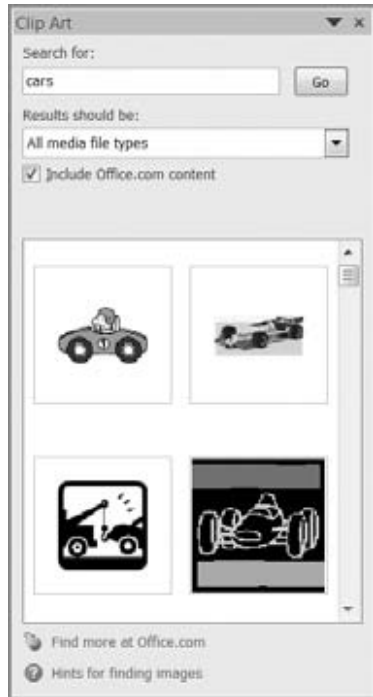 Clip Art
Search for:
cars
Go
Results should be:
All media file types
Include Office.com content
1
Find more at Office.com
Hints for finding images